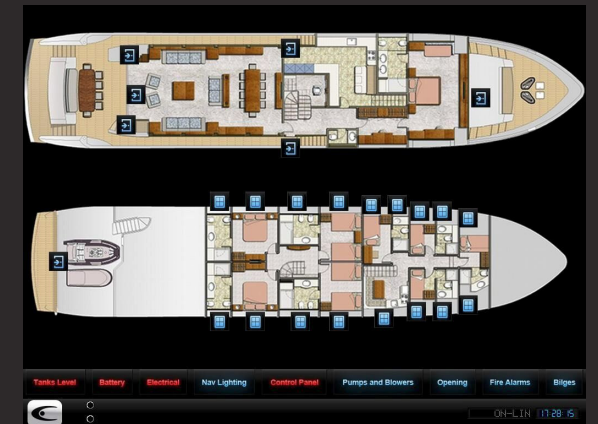 Tanks Level
Battery
Electrical
Nav Lighting
Control Panel
Pumps and Blowers
Opening
Fire Alarms
Bilges
ON-LIN
17:28 15